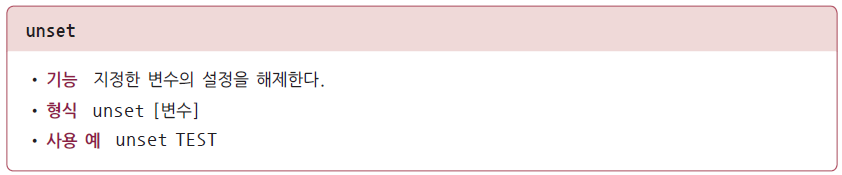 unset
• 기능 지정한 변수의 설정을 해제한다.
• 형식 unset [변수]
• 사용 예 unset TEST